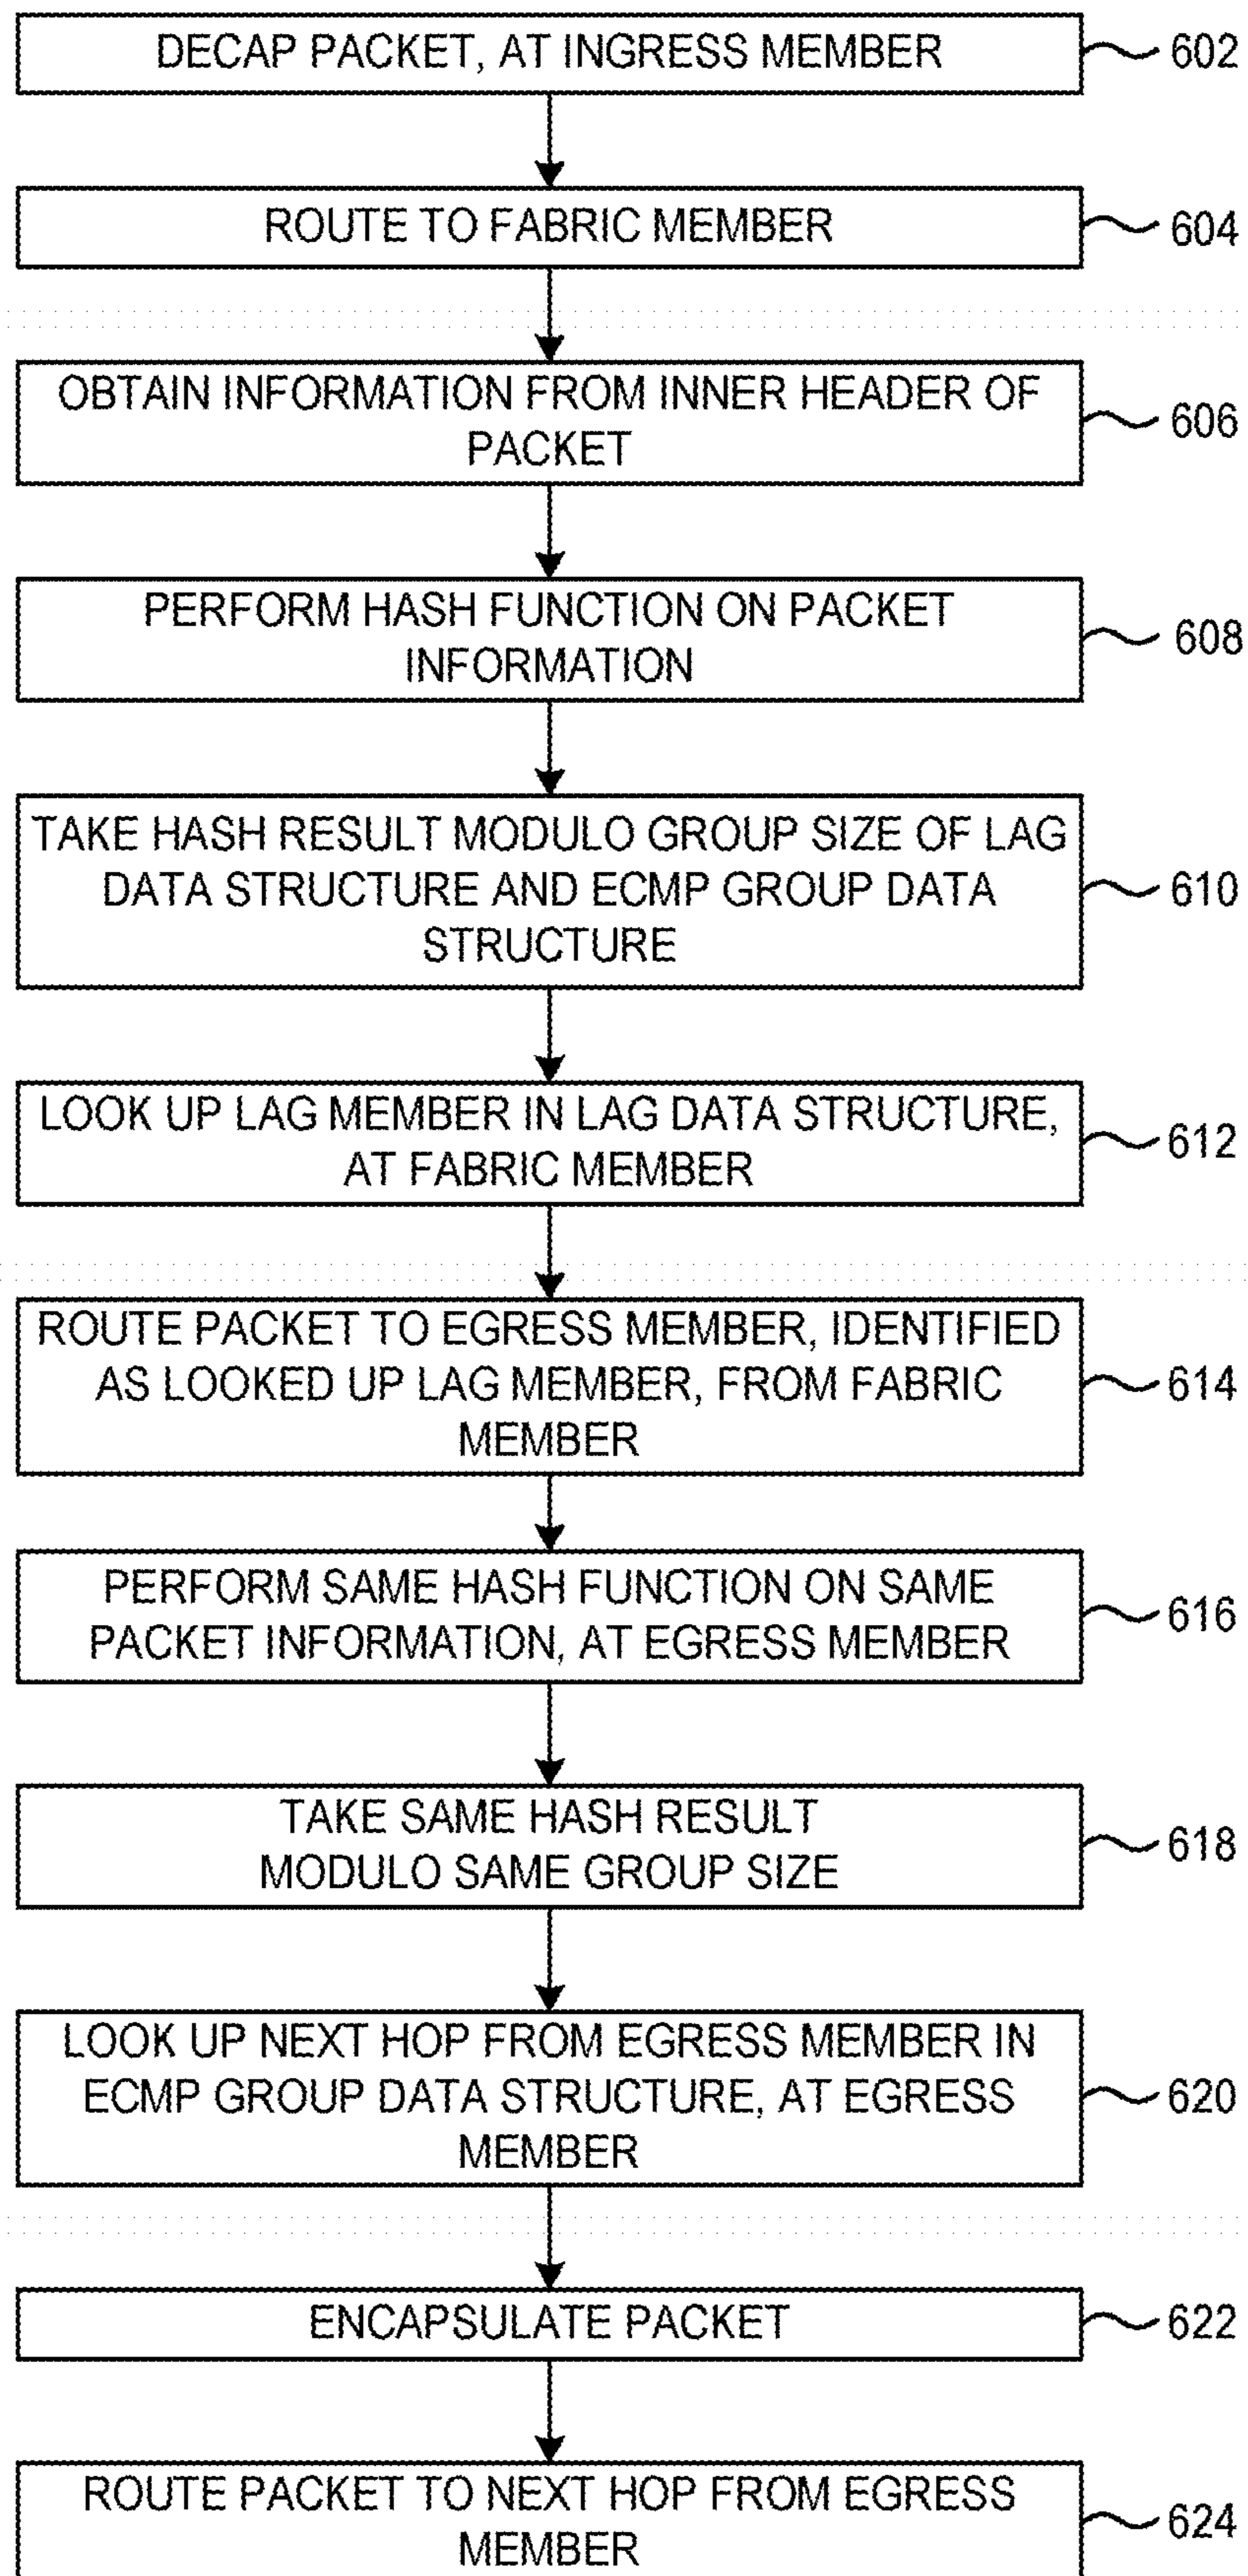 DECAP PACKET, AT INGRESS MEMBER
602
ROUTE TO FABRIC MEMBER
604
OBTAIN INFORMATION FROM INNER HEADER OF
PACKET
606
PERFORM HASH FUNCTION ON PACKET
INFORMATION
608
TAKE HASH RESULT MODULO GROUP SIZE OF LAG
DATA STRUCTURE AND ECMP GROUP DATA
STRUCTURE
610
LOOK UP LAG MEMBER IN LAG DATA STRUCTURE,
AT FABRIC MEMBER
612
ROUTE PACKET TO EGRESS MEMBER, IDENTIFIED
AS LOOKED UP LAG MEMBER, FROM FABRIC
MEMBER
614
PERFORM SAME HASH FUNCTION ON SAME
PACKET INFORMATION, AT EGRESS MEMBER
616
TAKE SAME HASH RESULT
MODULO SAME GROUP SIZE
618
LOOK UP NEXT HOP FROM EGRESS MEMBER IN
ECMP GROUP DATA STRUCTURE, AT EGRESS
MEMBER
620
ENCAPSULATE PACKET
622
ROUTE PACKET TO NEXT HOP FROM EGRESS
MEMBER
624